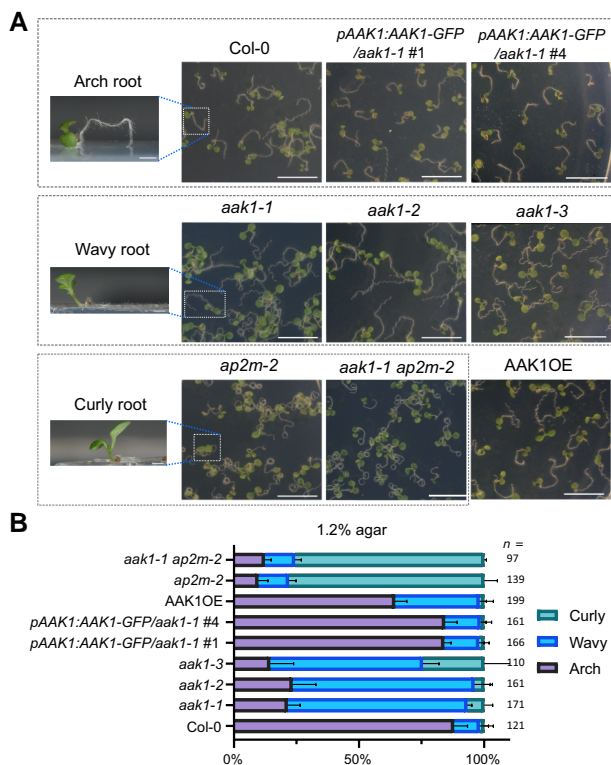 A
Arch root
Col-0
pAAK1:AAK1-GFP
/aak1-1 #1
pAAK1:AAK1-GFP
/aak1-1 #4
Wavy root
aak1-1
aak1-2
aak1-3
Curly root
ap2m-2
aak1-1 ap2m-2
AAK1OE
B
1.2% agar
n =
aak1-1 ap2m-2
97
ap2m-2
139
AAK1OE
199
pAAK1:AAK1-GFP/aak1-1 #4
161
pAAK1:AAK1-GFP/aak1-1 #1
166
aak1-3
110
aak1-2
161
aak1-1
171
Col-0
121
Curly
Wavy
Arch
0%
50%
100%